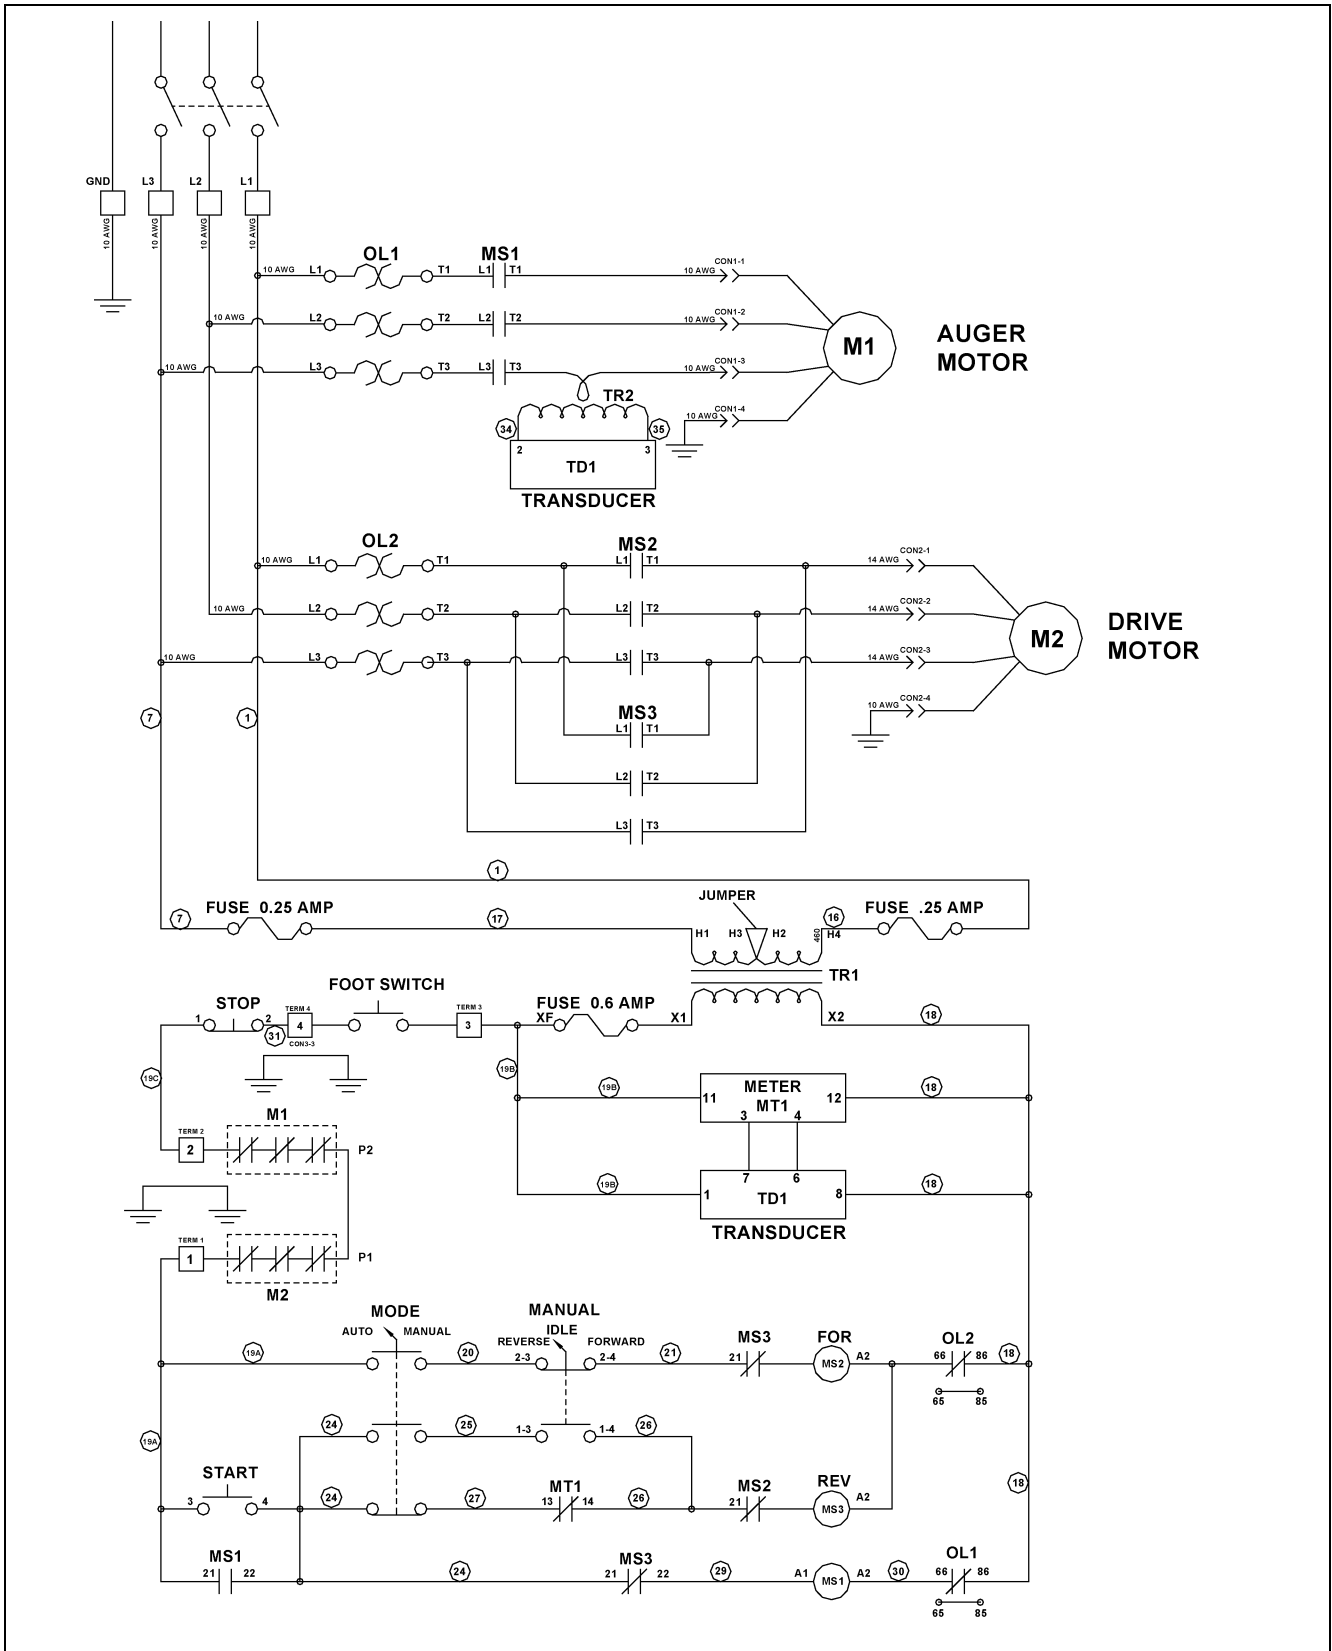 GND L3 L2 L1
10 AWG 10 AWG 10 AWG 10 AWG
OL1 MS1
10 AWG L1 T1 L1 T1 10 AWG CON1-1
10 AWG L2 T2 L2 T2 10 AWG CON1-2
10 AWG L3 T3 L3 T3 10 AWG CON1-3
M1
AUGER
MOTOR
TR2
10 AWG CON1-4
34 35
2 3
TD1
TRANSDUCER
OL2 MS2
10 AWG L1 T1 L1 T1 14 AWG CON2-1
10 AWG L2 T2 L2 T2 14 AWG CON2-2
10 AWG L3 T3 L3 T3 14 AWG CON2-3
M2
DRIVE
MOTOR
10 AWG CON2-4
7 1
MS3
L1 T1
L2 T2
L3 T3
1
JUMPER
7 FUSE 0.25 AMP 17 H1 H3 H2 460 H4 16 FUSE .25 AMP
TR1
FOOT SWITCH
STOP TERM 4 TERM 3 FUSE 0.6 AMP
1 2 4 3 XF X1 X2 18
31 CON3-3
19C 19B
19B 11 METER 12 18
MT1
3 4
M1
TERM 2
2 P2
7 6
19B 1 TD1 8 18
TRANSDUCER
TERM 1
1 P1
M2
MODE MANUAL
AUTO MANUAL REVERSE IDLE FORWARD
19A 20 2-3 2-4 21 MS3 21 FOR MS2 A2 OL2 66 86 18
65 85
19A 24 25 1-3 1-4 26
START
3 4 24 27 MT1 13 14 26 MS2 21 REV MS3 A2 18
MS1 MS3 OL1
21 22 24 21 22 29 A1 MS1 A2 30 66 86
65 85